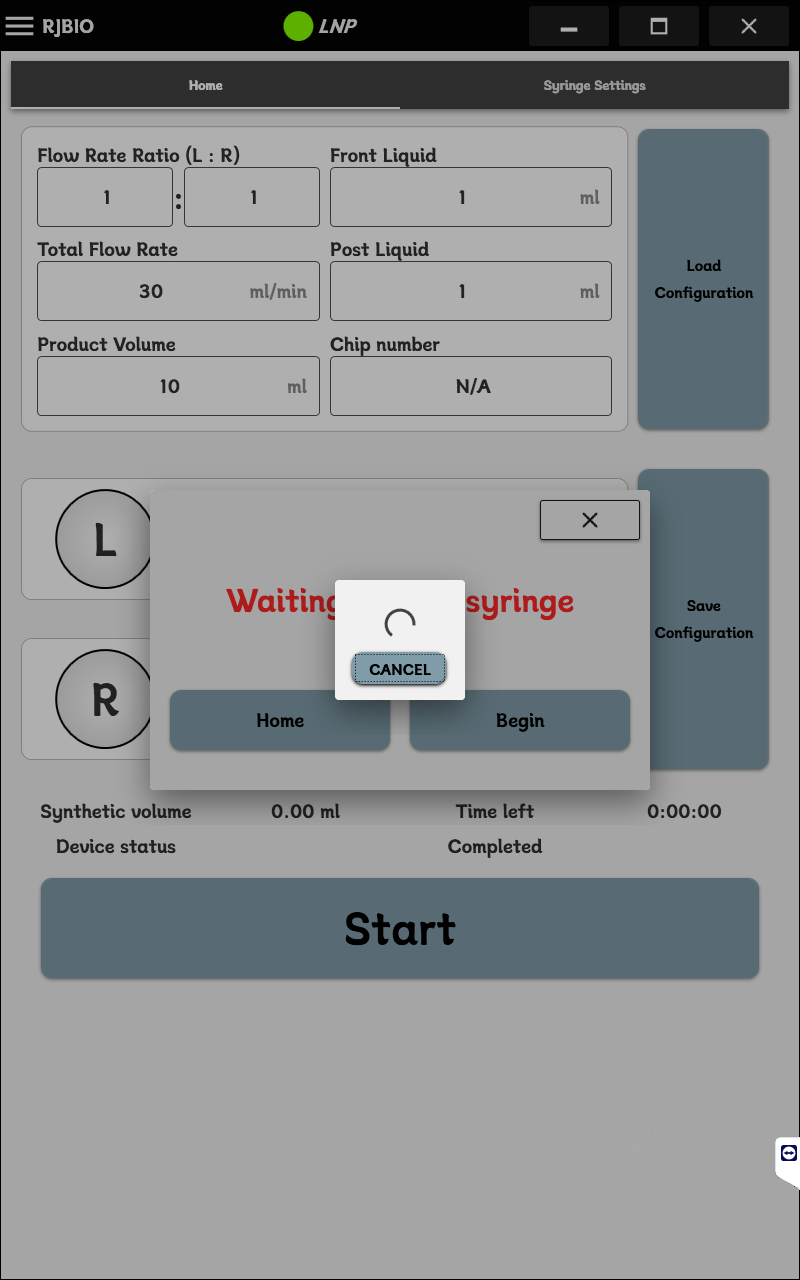 RJBIO
LNP
Home
Syringe Settings
Flow Rate Ratio (L : R)
Front Liquid
1 : 1
1 ml
Total Flow Rate
Post Liquid
30 ml/min
1 ml
Product Volume
Chip number
10 ml
N/A
Load
Configuration
L
Waiting
syringe
CANCEL
Save
Configuration
R
Home
Begin
Synthetic volume
0.00 ml
Time left
0:00:00
Device status
Completed
Start